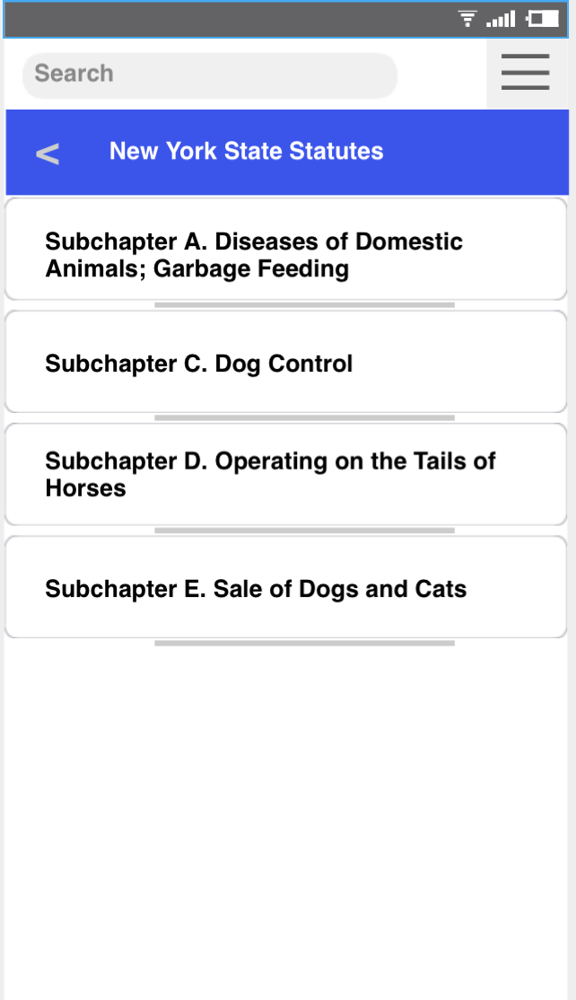 Search
< New York State Statutes
Subchapter A. Diseases of Domestic
Animals; Garbage Feeding
Subchapter C. Dog Control
Subchapter D. Operating on the Tails of
Horses
Subchapter E. Sale of Dogs and Cats